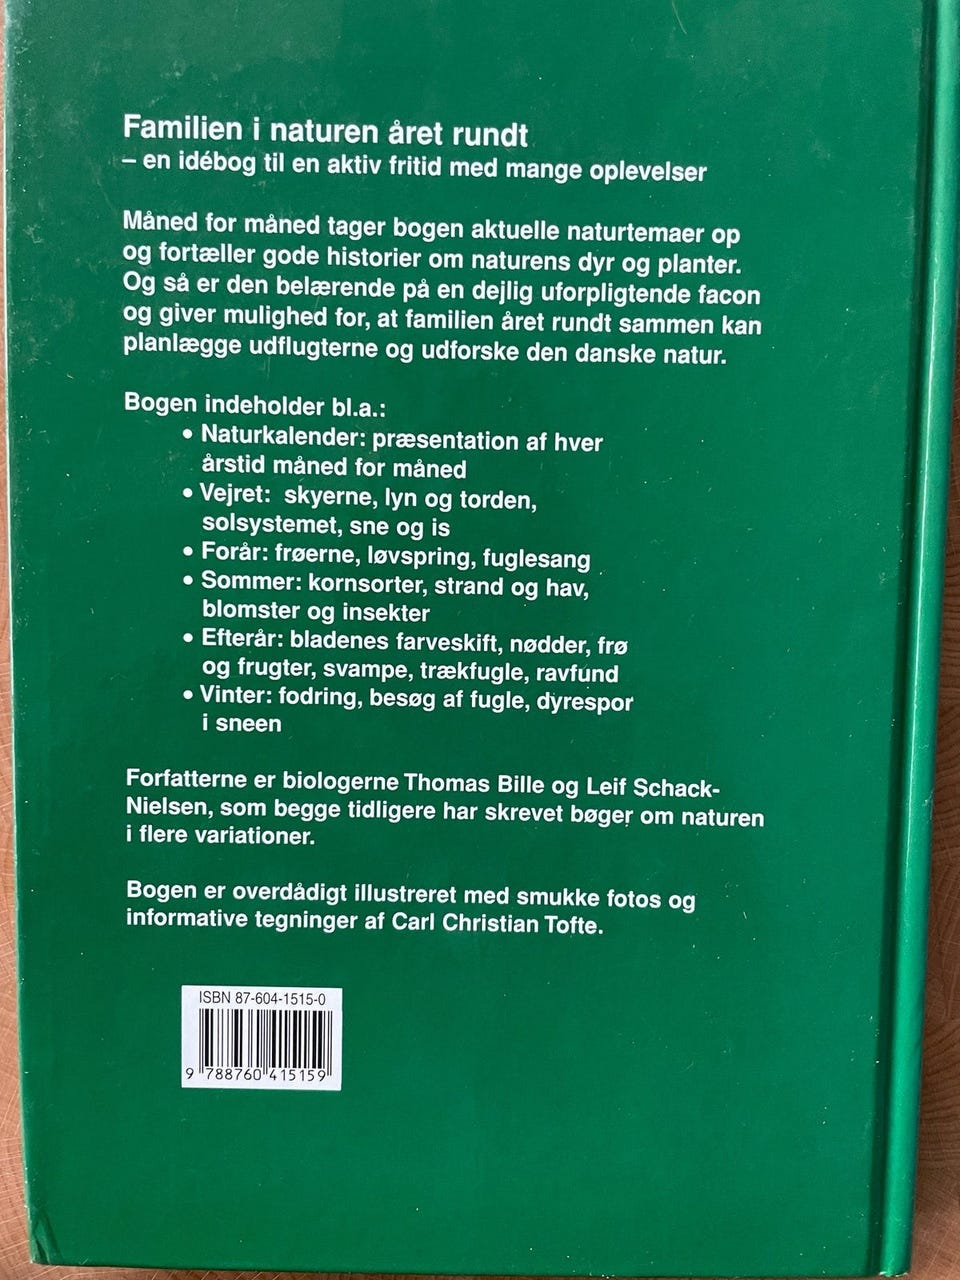 Familien i naturen året rundt
– en idébog til en aktiv fritid med mange oplevelser
Måned for måned tager bogen aktuelle naturtemaer op
og fortæller gode historier om naturens dyr og planter.
Og så er den belærende på en dejlig uforpligtende facon
og giver mulighed for, at familien året rundt sammen kan
planlægge udflugterne og udforske den danske natur.
Bogen indeholder bl.a.:
• Naturkalender: præsentation af hver
årstid måned for måned
• Vejret: skyerne, lyn og torden,
solsystemet, sne og is
• Forår: frøerne, løvspring, fuglesang
• Sommer: kornsorter, strand og hav,
blomster og insekter
• Efterår: bladenes farveskift, nødder, frø
og frugter, svampe, trækfugle, ravfund
• Vinter: fodring, besøg af fugle, dyrespor
i sneen
Forfatterne er biologerne Thomas Bille og Leif Schack-
Nielsen, som begge tidligere har skrevet bøger om naturen
i flere variationer.
Bogen er overdådigt illustreret med smukke fotos og
informative tegninger af Carl Christian Tofte.
ISBN 87-604-1515-0
9 788760 415159